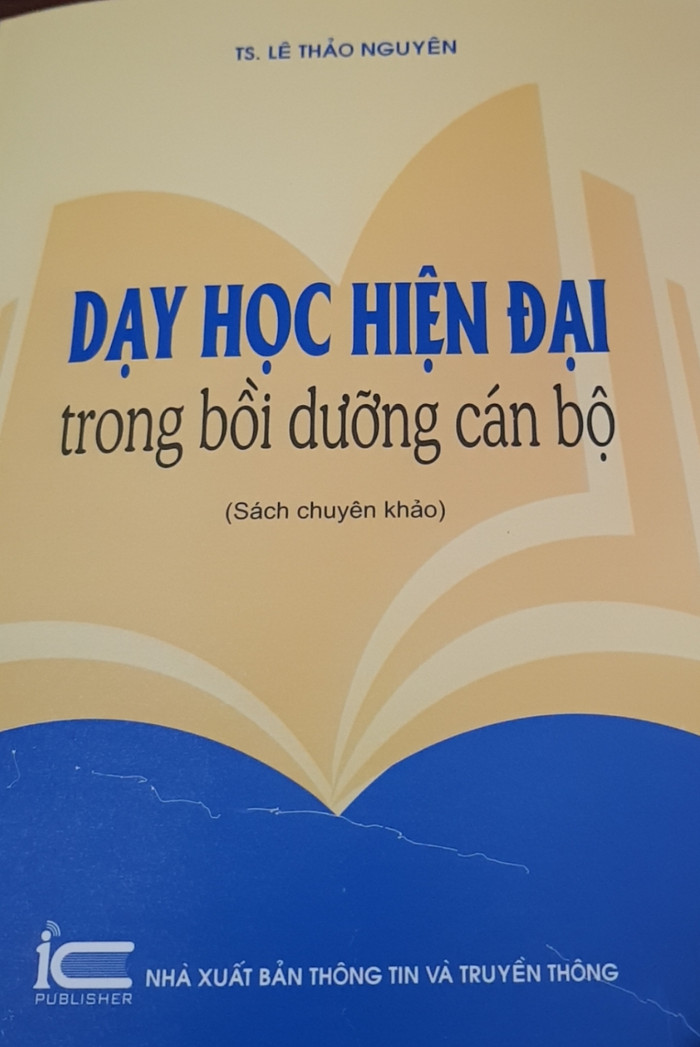 TS. LÊ THẢO NGUYÊN
DẠY HỌC HIỆN ĐẠI
trong bồi dưỡng cán bộ
(Sách chuyên khảo)
iC
PUBLISHER
NHÀ XUẤT BẢN THÔNG TIN VÀ TRUYỀN THÔNG